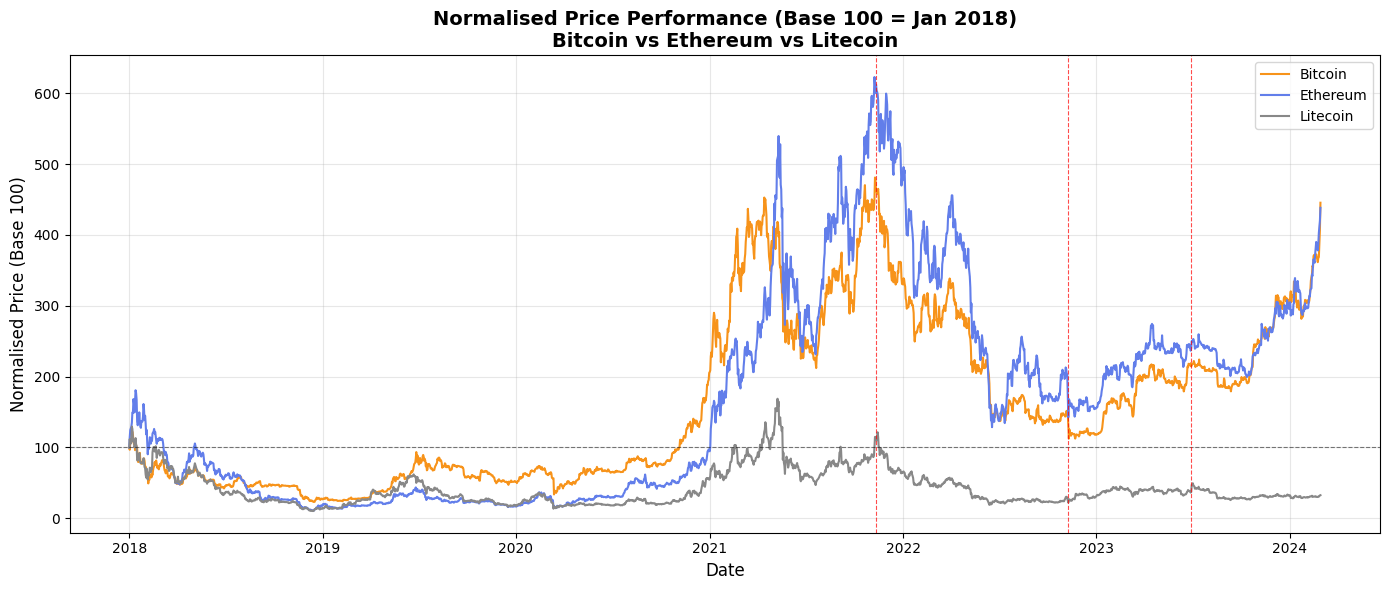 Normalised Price Performance (Base 100 = Jan 2018)
Bitcoin vs Ethereum vs Litecoin
Bitcoin
Ethereum
Litecoin
Normalised Price (Base 100)
600
500
400
300
200
100
0
2018
2019
2020
2021
2022
2023
2024
Date